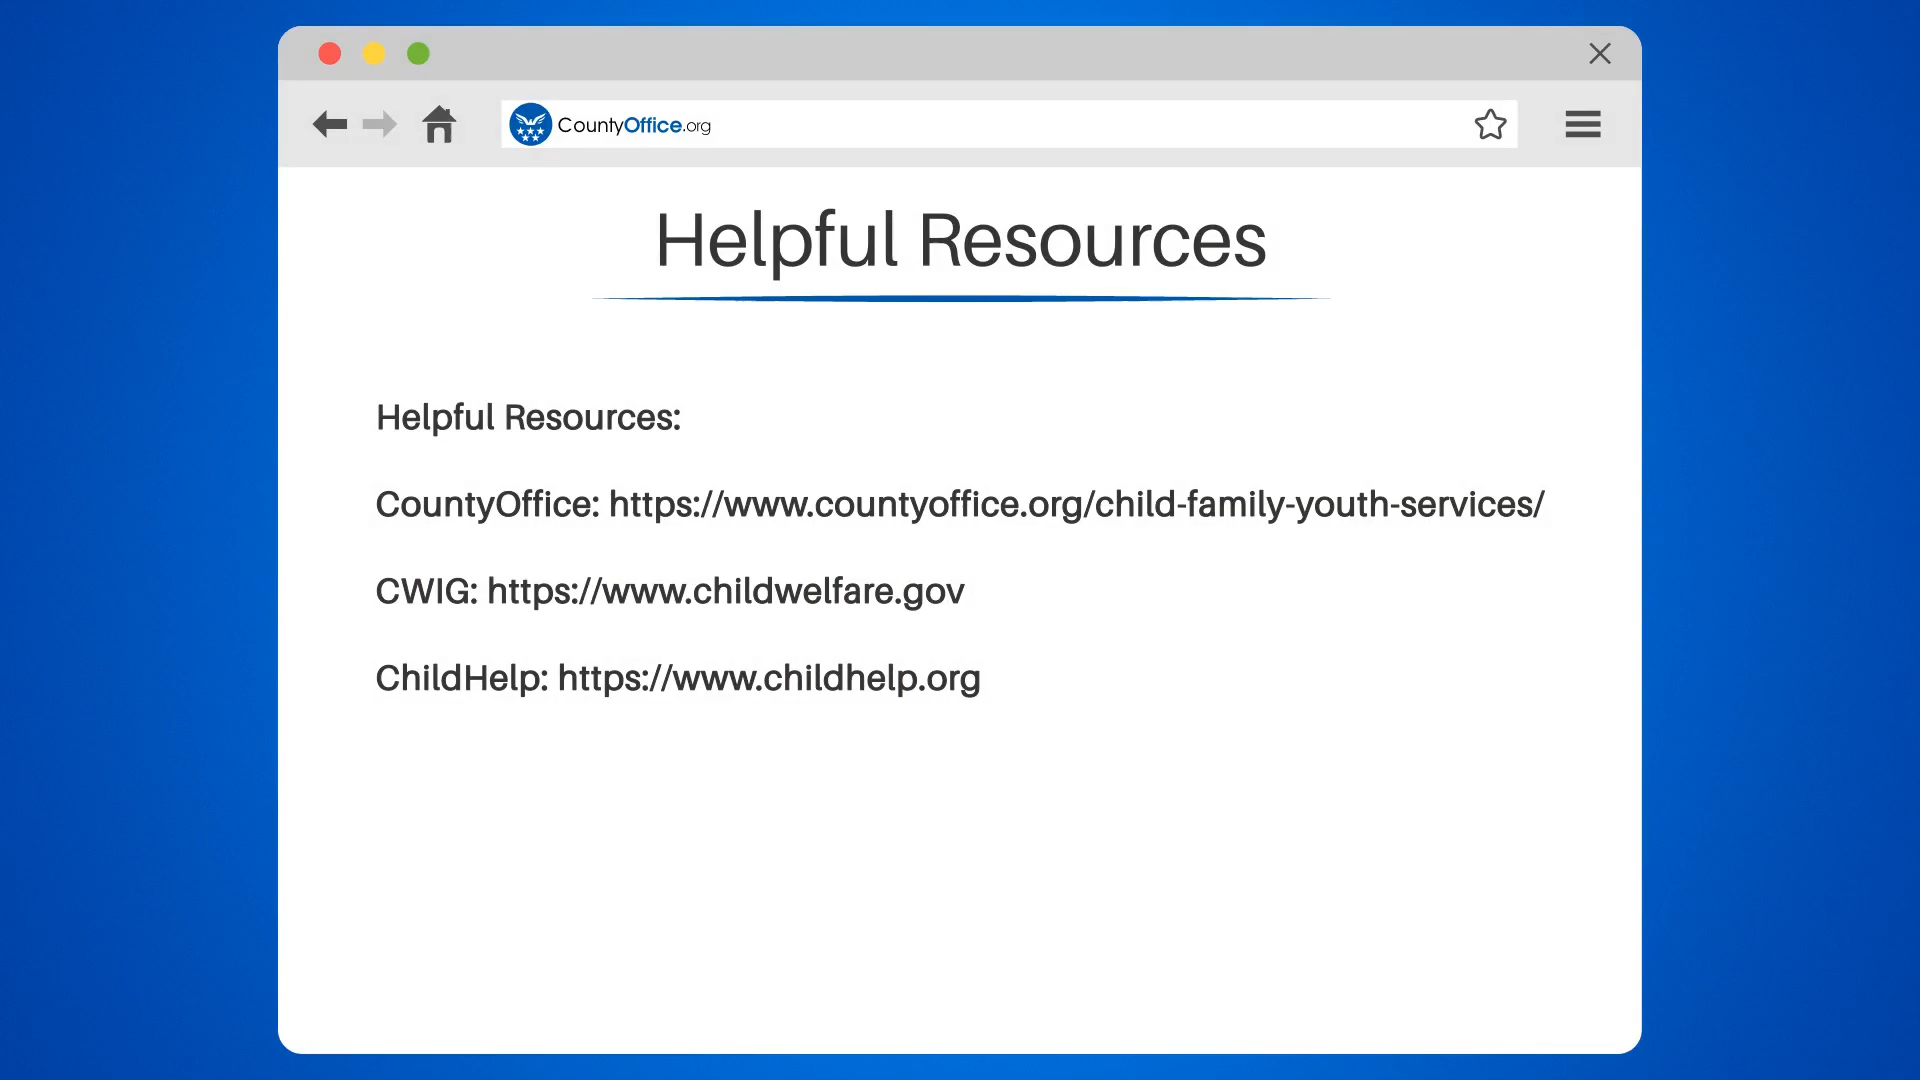 CountyOffice.org
Helpful Resources
Helpful Resources:
CountyOffice: https://www.countyoffice.org/child-family-youth-services/
CWIG: https://www.childwelfare.gov
ChildHelp: https://www.childhelp.org